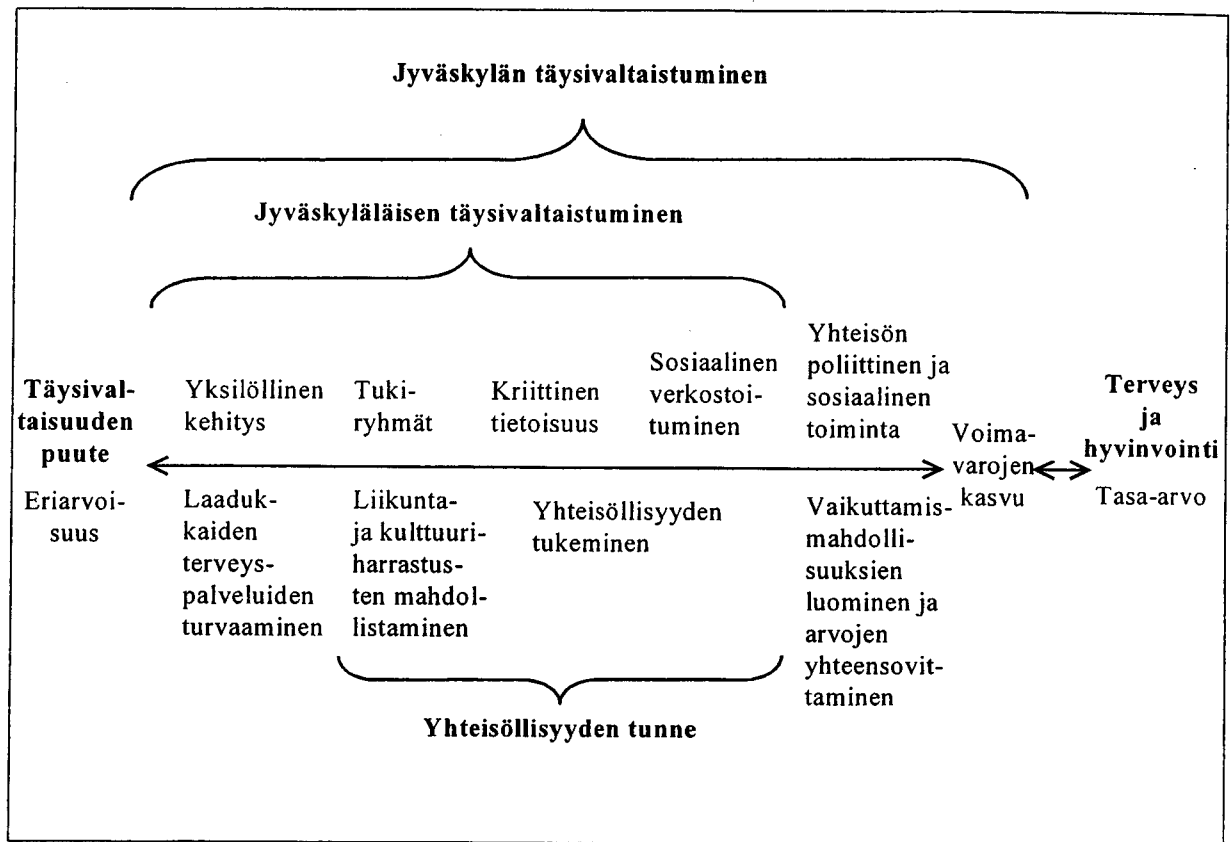 Jyväskylän täysivaltaistuminen
Jyväskyläläisen täysivaltaistuminen
Täysival-
taisuuden
puute
Yksilöllinen
kehitys
Tuki-
ryhmät
Kriittinen
tietoisuus
Sosiaalinen
verkostoi-
tuminen
Yhteisön
poliittinen ja
sosiaalinen
toiminta
Voima-
varojen
kasvu
Terveys
ja
hyvinvointi
Eriarvoi-
suus
Laaduk-
kaiden
terveys-
palveluiden
turvaaminen
Liikunta-
ja kulttuuri-
harrastus-
ten mahdol-
listaminen
Yhteisöllisyyden
tukeminen
Vaikuttamis-
mahdolli-
suuksien
luominen ja
arvojen
yhteensovit-
taminen
Tasa-arvo
Yhteisöllisyyden tunne